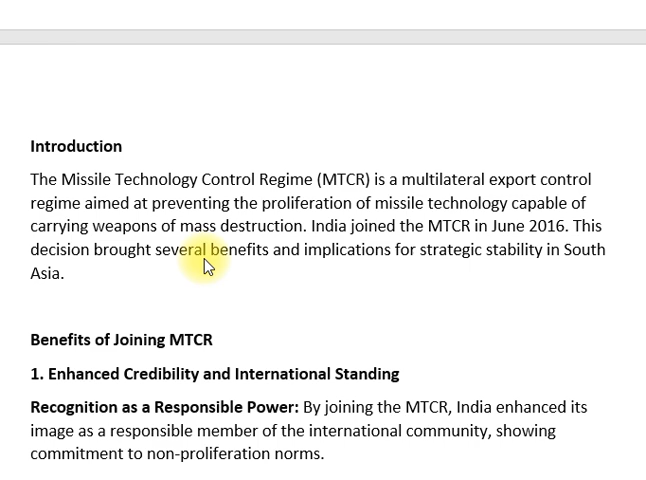 Introduction
The Missile Technology Control Regime (MTCR) is a multilateral export control
regime aimed at preventing the proliferation of missile technology capable of
carrying weapons of mass destruction. India joined the MTCR in June 2016. This
decision brought several benefits and implications for strategic stability in South
Asia.
Benefits of Joining MTCR
1. Enhanced Credibility and International Standing
Recognition as a Responsible Power: By joining the MTCR, India enhanced its
image as a responsible member of the international community, showing
commitment to non-proliferation norms.